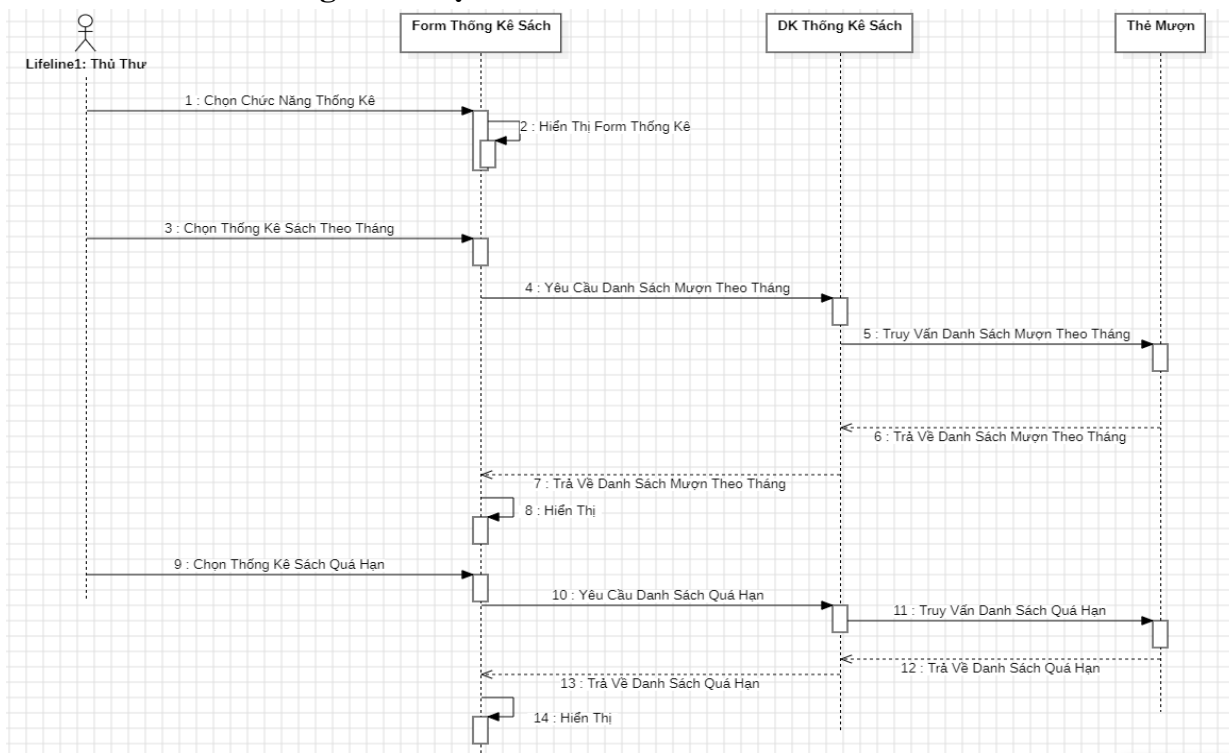 Form Thống Kê Sách
DK Thống Kê Sách
Thẻ Mượn
Lifeline1: Thủ Thư
1 : Chọn Chức Năng Thống Kê
2 : Hiển Thị Form Thống Kê
3 : Chọn Thống Kê Sách Theo Tháng
4 : Yêu Cầu Danh Sách Mượn Theo Tháng
5 : Truy Vấn Danh Sách Mượn Theo Tháng
6 : Trả Về Danh Sách Mượn Theo Tháng
7 : Trả Về Danh Sách Mượn Theo Tháng
8 : Hiển Thị
9 : Chọn Thống Kê Sách Quá Hạn
10 : Yêu Cầu Danh Sách Quá Hạn
11 : Truy Vấn Danh Sách Quá Hạn
12 : Trả Về Danh Sách Quá Hạn
13 : Trả Về Danh Sách Quá Hạn
14 : Hiển Thị